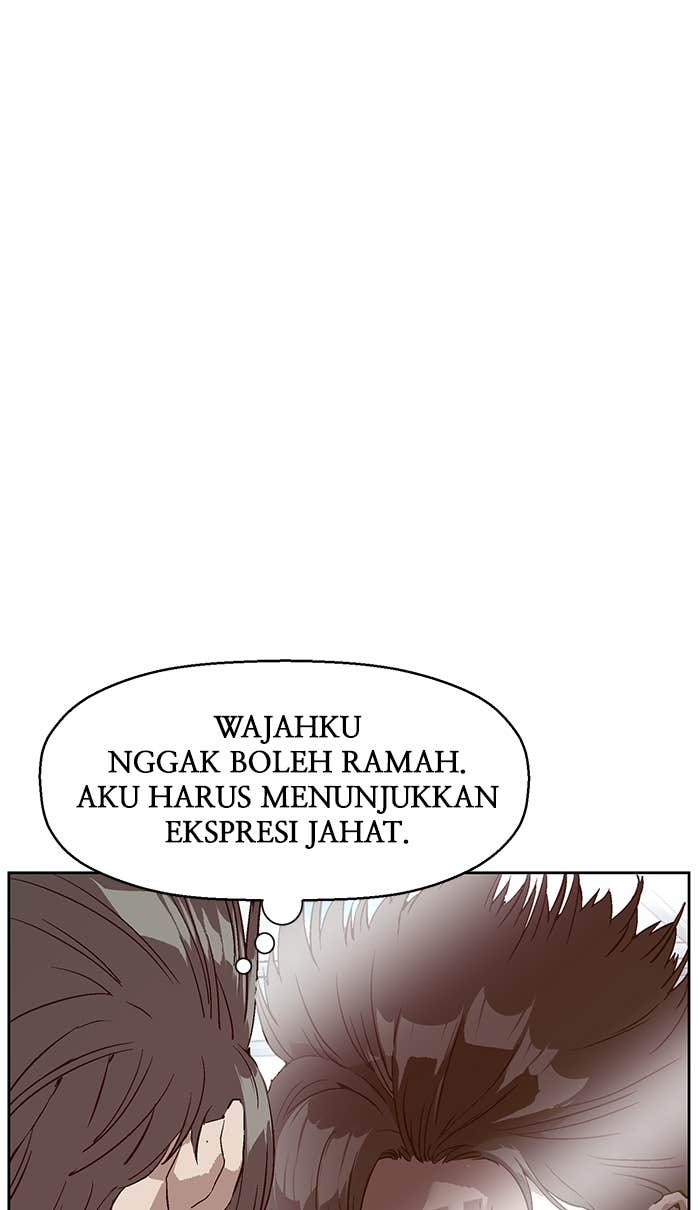 WAJAHKU
NGGAK BOLEH RAMAH.
AKU HARUS MENUNJUKKAN
EKSPRESI JAHAT.